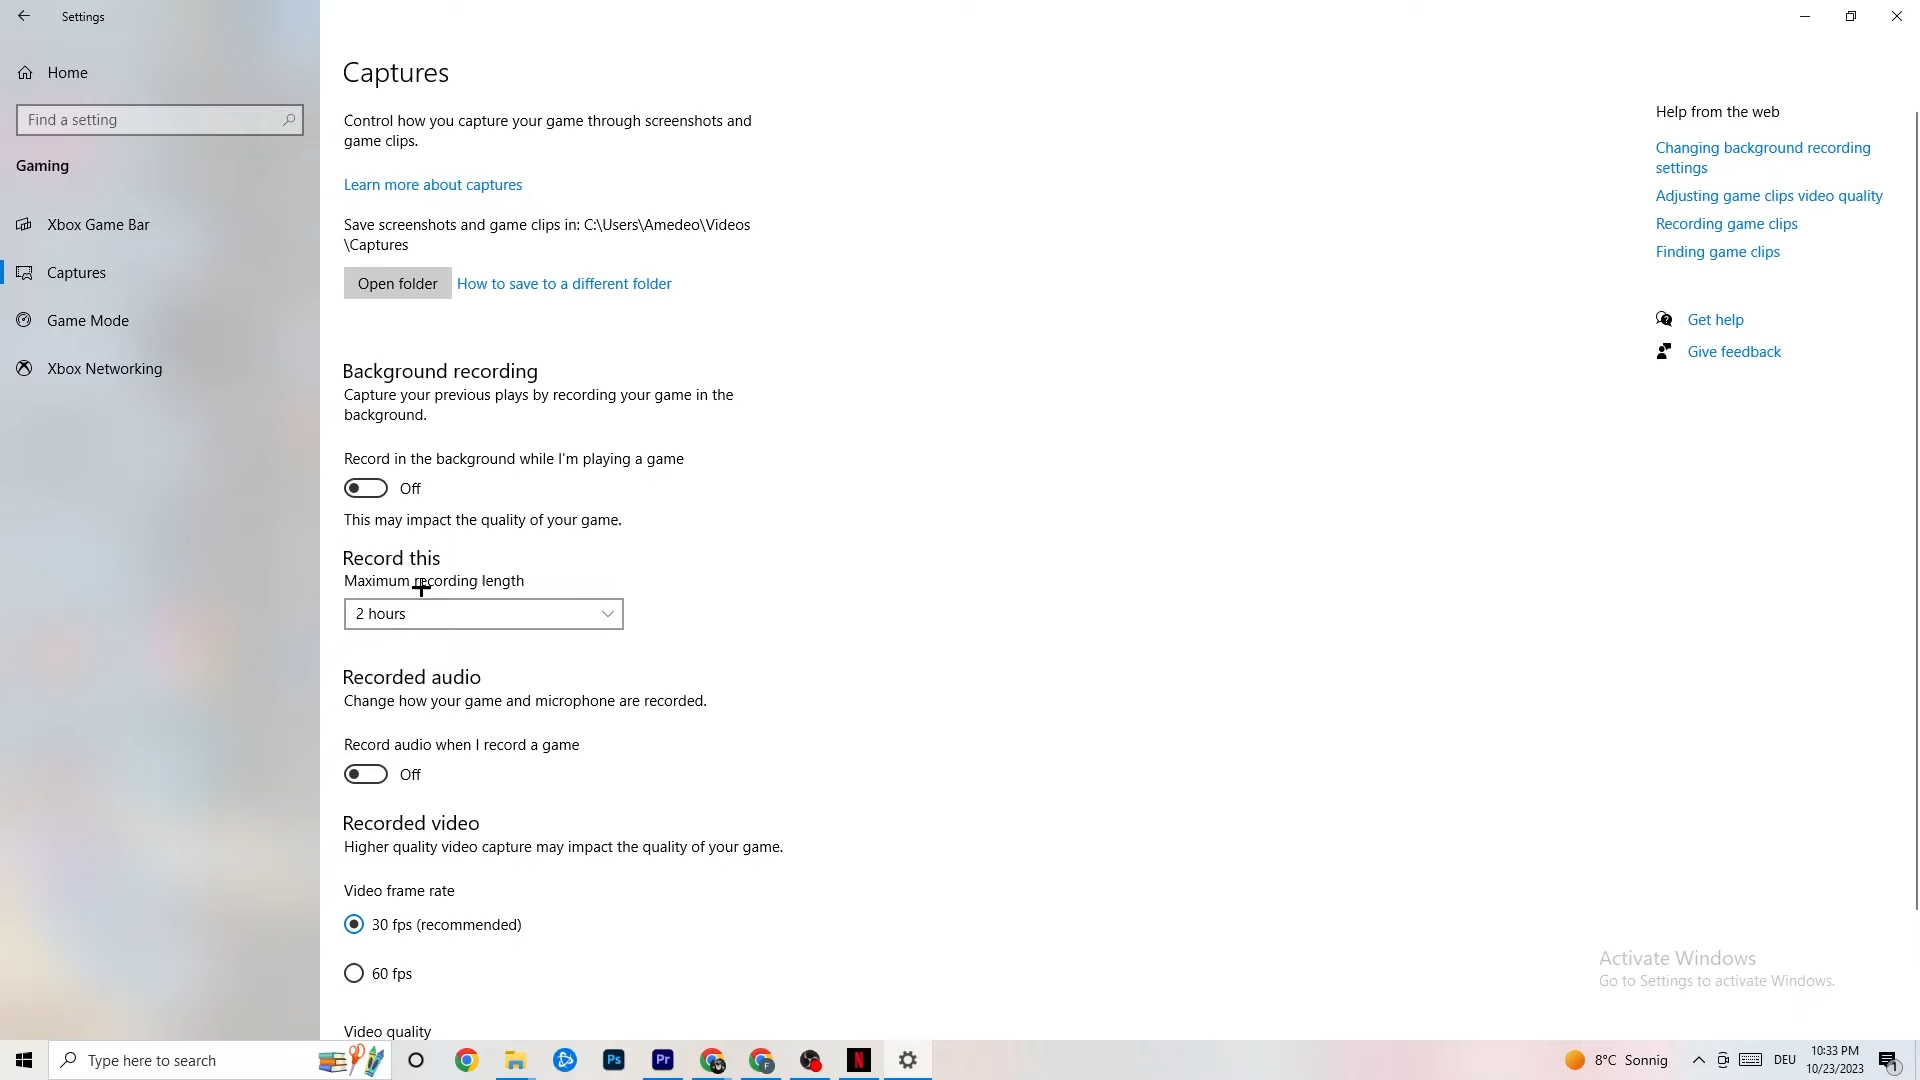 Settings
Home
Find a setting
Gaming
Xbox Game Bar
Captures
Game Mode
Xbox Networking
Captures
Control how you capture your game through screenshots and
game clips.
Learn more about captures
Save screenshots and game clips in: C:\Users\Amedeo\Videos
\Captures
Open folder
How to save to a different folder
Background recording
Capture your previous plays by recording your game in the
background.
Record in the background while I'm playing a game
Off
This may impact the quality of your game.
Record this
Maximum recording length
2 hours
Recorded audio
Change how your game and microphone are recorded.
Record audio when I record a game
Off
Recorded video
Higher quality video capture may impact the quality of your game.
Video frame rate
30 fps (recommended)
60 fps
Video quality
Help from the web
Changing background recording
settings
Adjusting game clips video quality
Recording game clips
Finding game clips
Get help
Give feedback
Activate Windows
Go to Settings to activate Windows.
Type here to search
Ps
Pr
F
N
8°C Sonnig
DEU
10:33 PM
10/23/2023
1